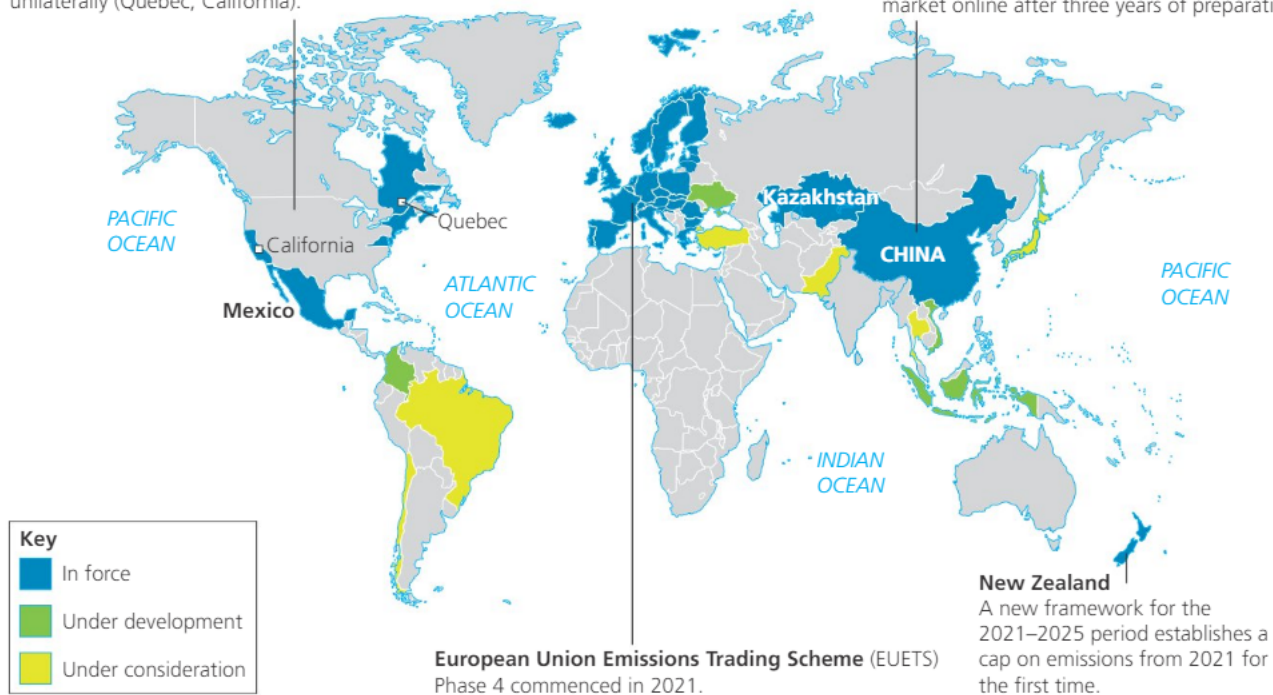 unilaterally (Quebec, California).
market online after three years of preparati
PACIFIC
OCEAN
Quebec
California
Kazakhstan
CHINA
ATLANTIC
OCEAN
PACIFIC
OCEAN
Mexico
INDIAN
OCEAN
Key
In force
Under development
Under consideration
New Zealand
A new framework for the
2021–2025 period establishes a
cap on emissions from 2021 for
the first time.
European Union Emissions Trading Scheme (EUETS)
Phase 4 commenced in 2021.